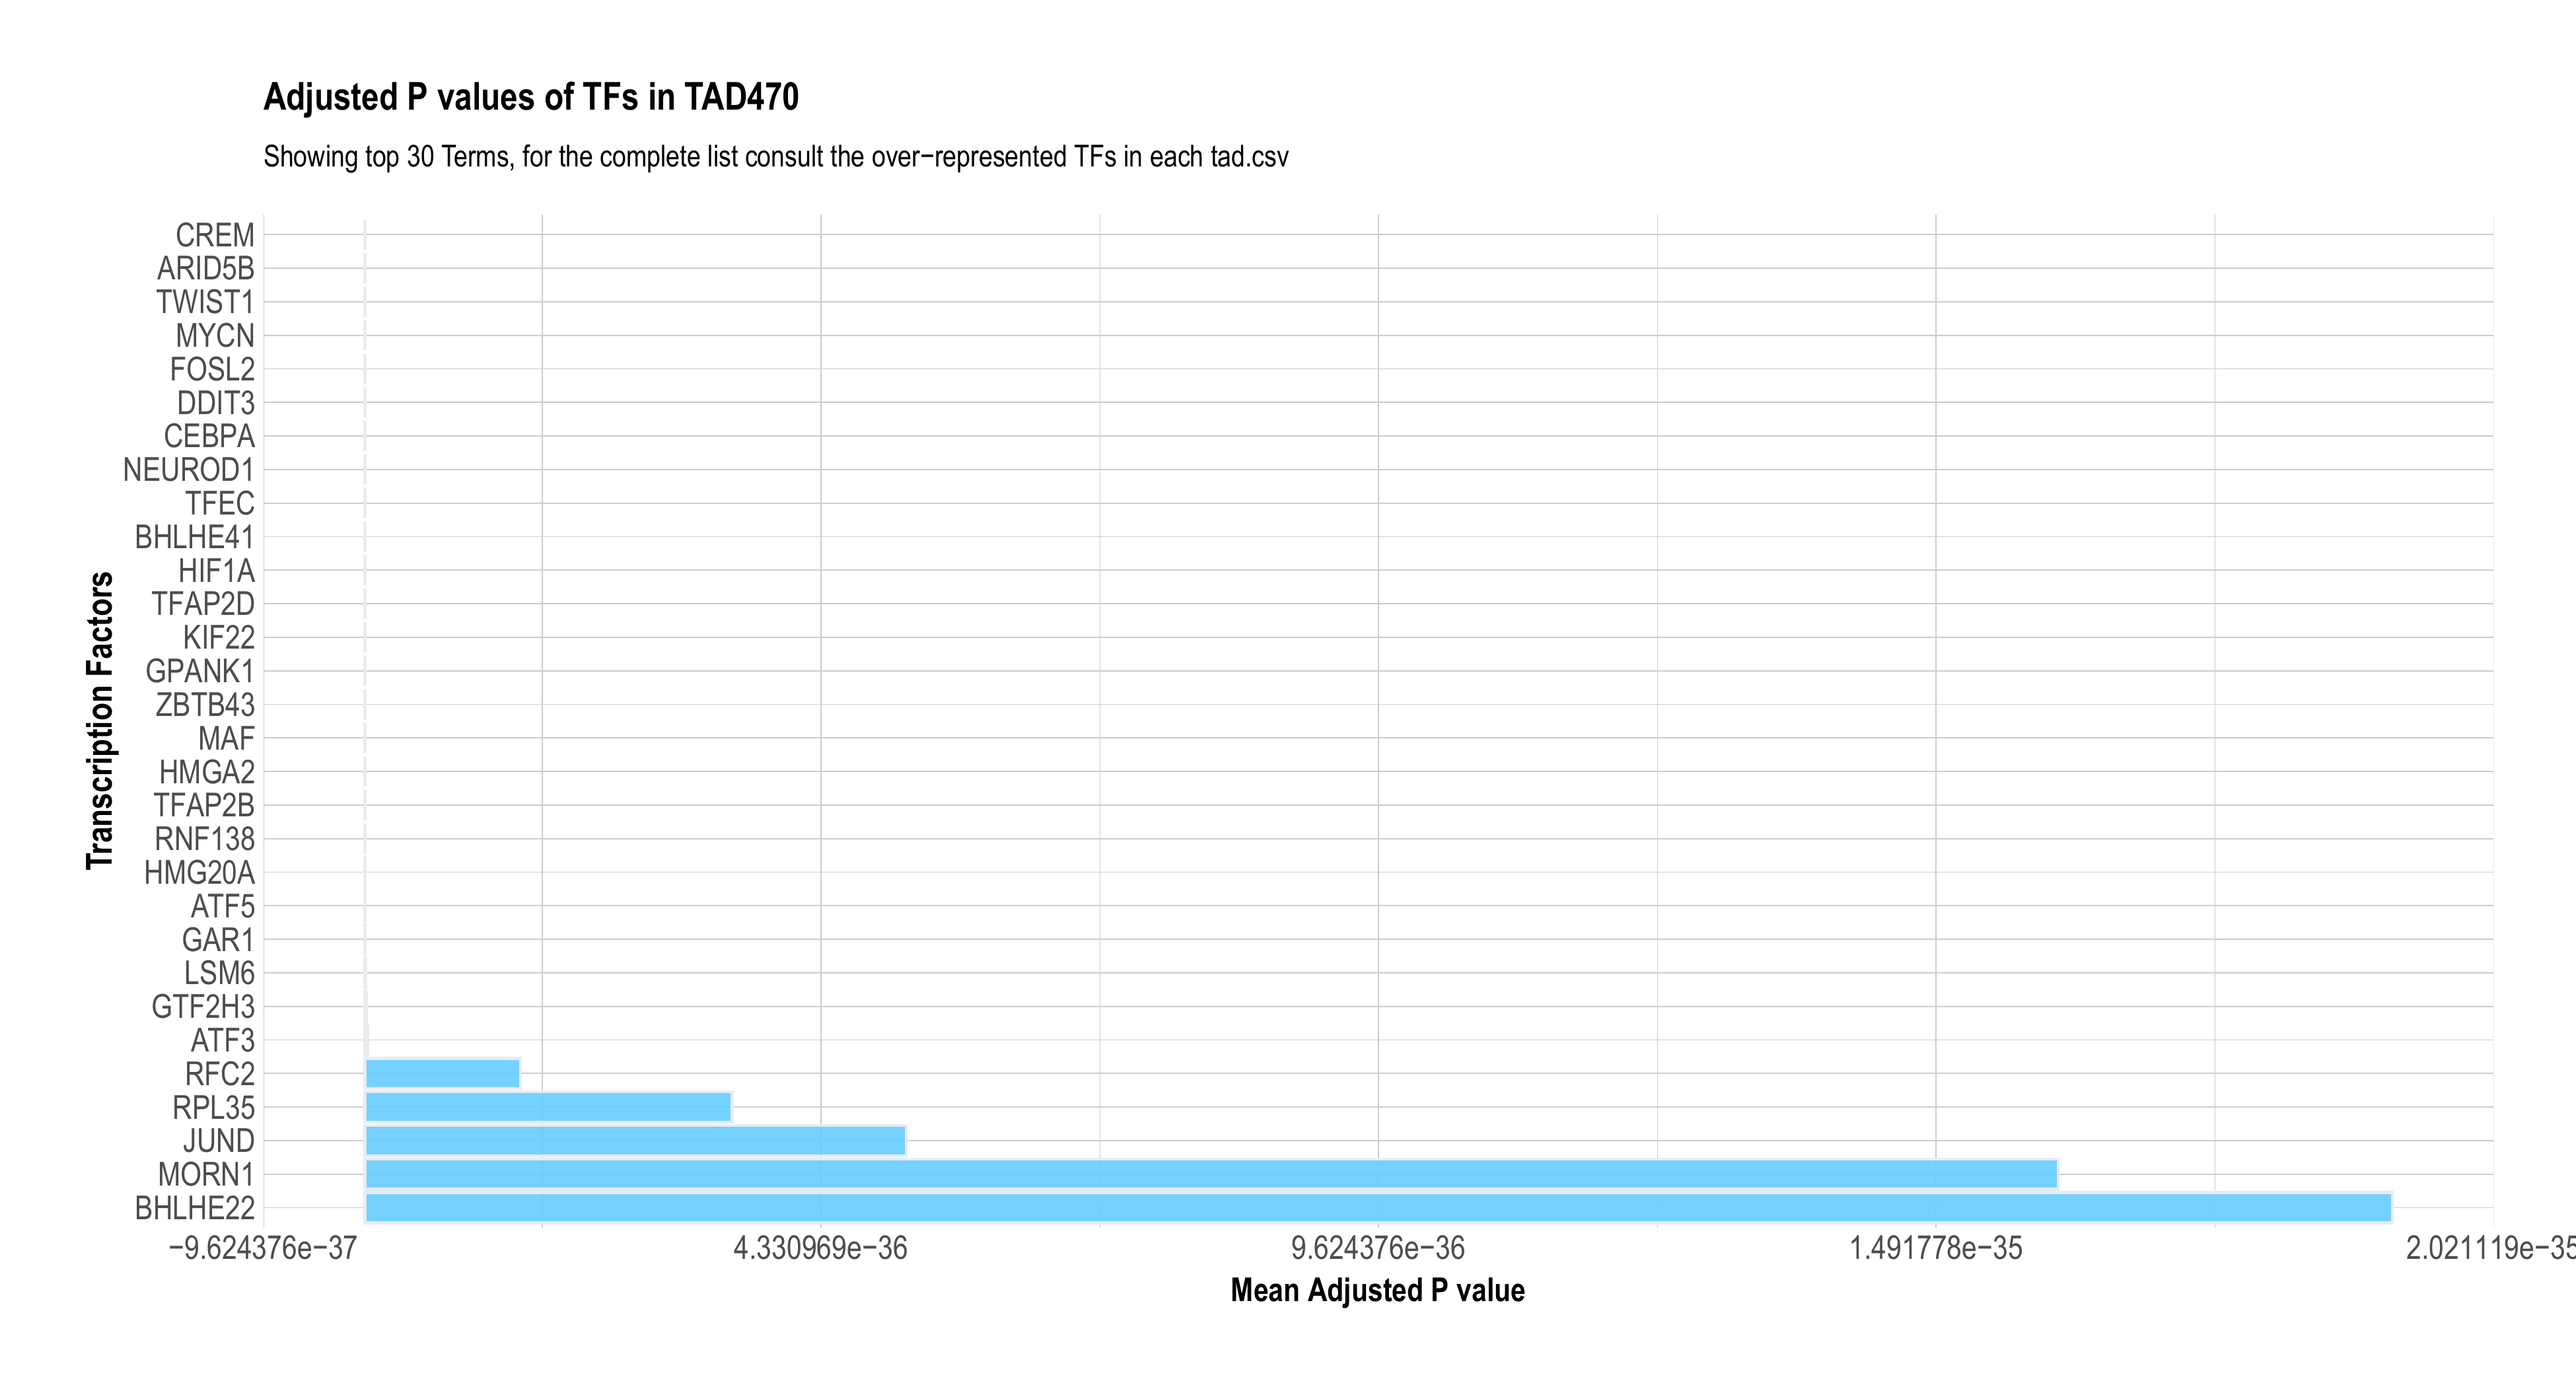 Adjusted P values of TFs in TAD470
Showing top 30 Terms, for the complete list consult the over−represented TFs in each tad.csv
Transcription Factors
CREM
ARID5B
TWIST1
MYCN
FOSL2
DDIT3
CEBPA
NEUROD1
TFEC
BHLHE41
HIF1A
TFAP2D
KIF22
GPANK1
ZBTB43
MAF
HMGA2
TFAP2B
RNF138
HMG20A
ATF5
GAR1
LSM6
GTF2H3
ATF3
RFC2
RPL35
JUND
MORN1
BHLHE22
−9.624376e−37 4.330969e−36 9.624376e−36 1.491778e−35 2.021119e−35
Mean Adjusted P value